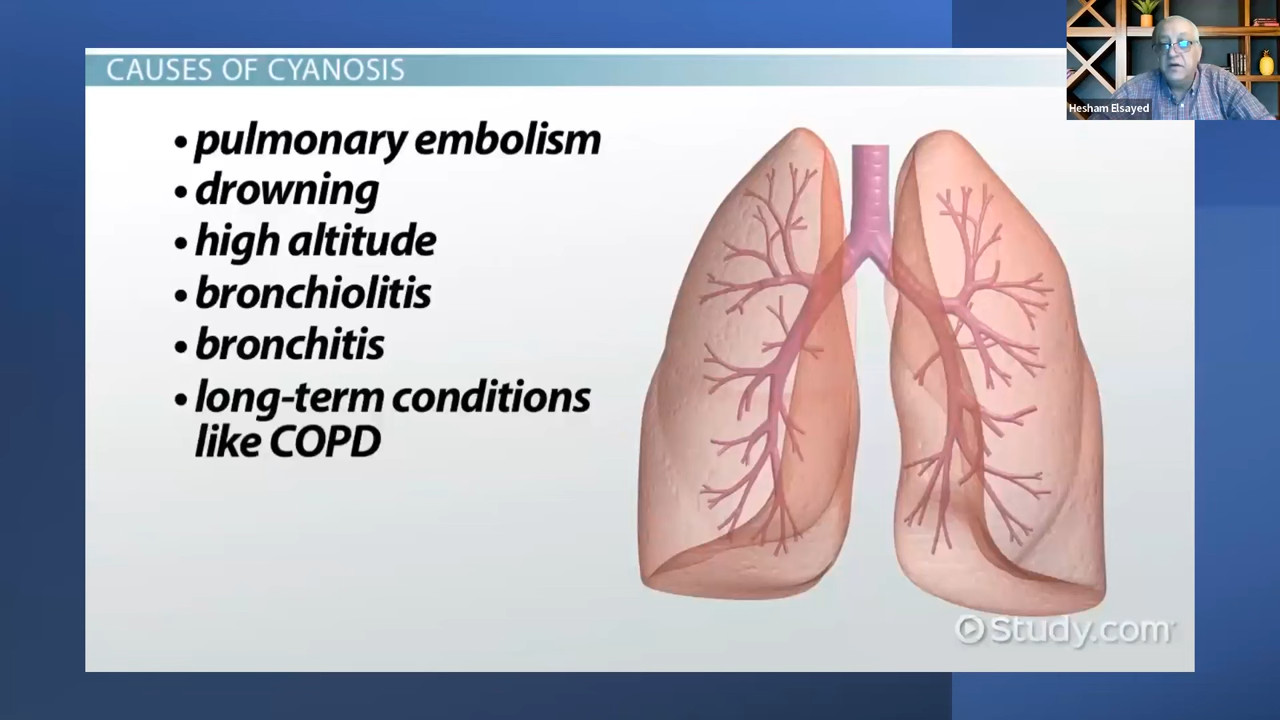 CAUSES OF CYANOSIS
• pulmonary embolism
• drowning
• high altitude
• bronchiolitis
• bronchitis
• long-term conditions
like COPD
Study.com
Hesham Elsayed